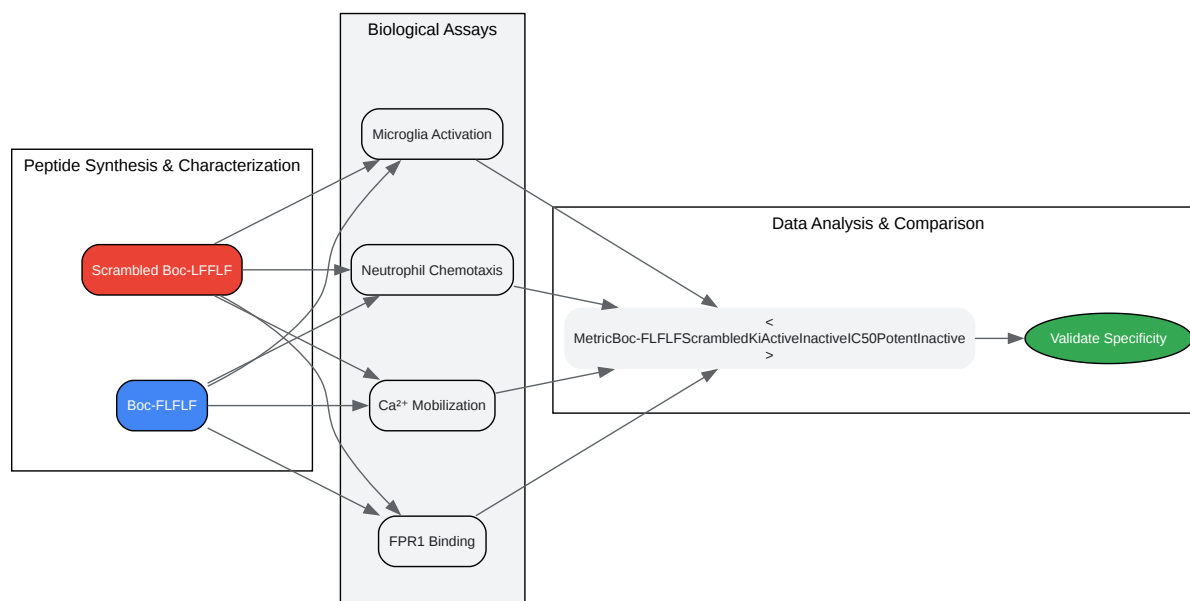 Biological Assays
Microglia Activation
Peptide Synthesis & Characterization
Data Analysis & Comparison
Scrambled Boc-LFFLF
Neutrophil Chemotaxis
<
MetricBoc-FLFLFScrambledKiActiveInactiveIC50PotentInactive
>
Validate Specificity
Boc-FLFLF
Ca²⁺ Mobilization
FPR1 Binding